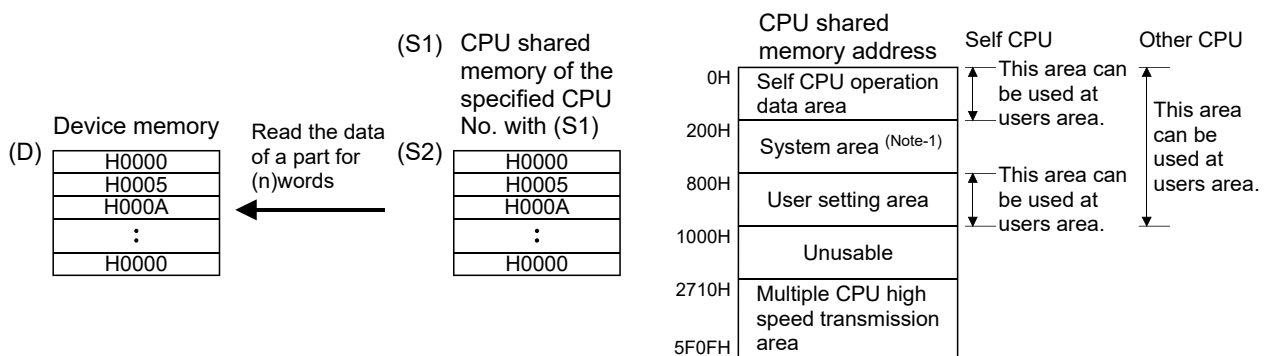 (S1)
CPU shared
memory of the
specified CPU
No. with (S1)
Device memory
Read the data
of a part for
(n)words
(D)
H0000
H0005
H000A
:
H0000
(S2)
H0000
H0005
H000A
:
H0000
CPU shared
memory address
Self CPU
Other CPU
0H
Self CPU operation
data area
This area can
be used at
users area.
This area
can be
used at
users area.
200H
System area (Note-1)
800H
User setting area
This area can
be used at
users area.
1000H
Unusable
2710H
Multiple CPU high
speed transmission
area
5F0FH